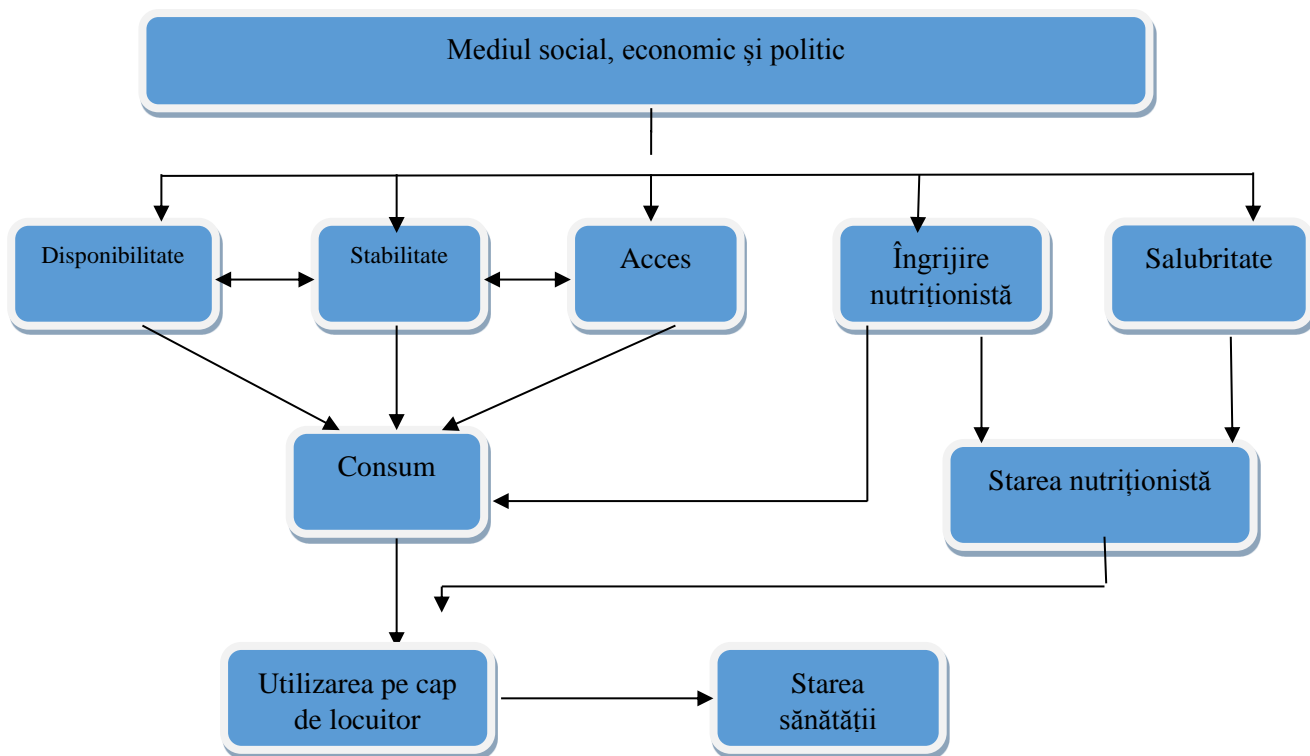 Mediul social, economic și politic
Disponibilitate
Stabilitate
Acces
Îngrijire
nutriționistă
Salubritate
Consum
Starea nutriționistă
Utilizarea pe cap
de locuitor
Starea
sănătății